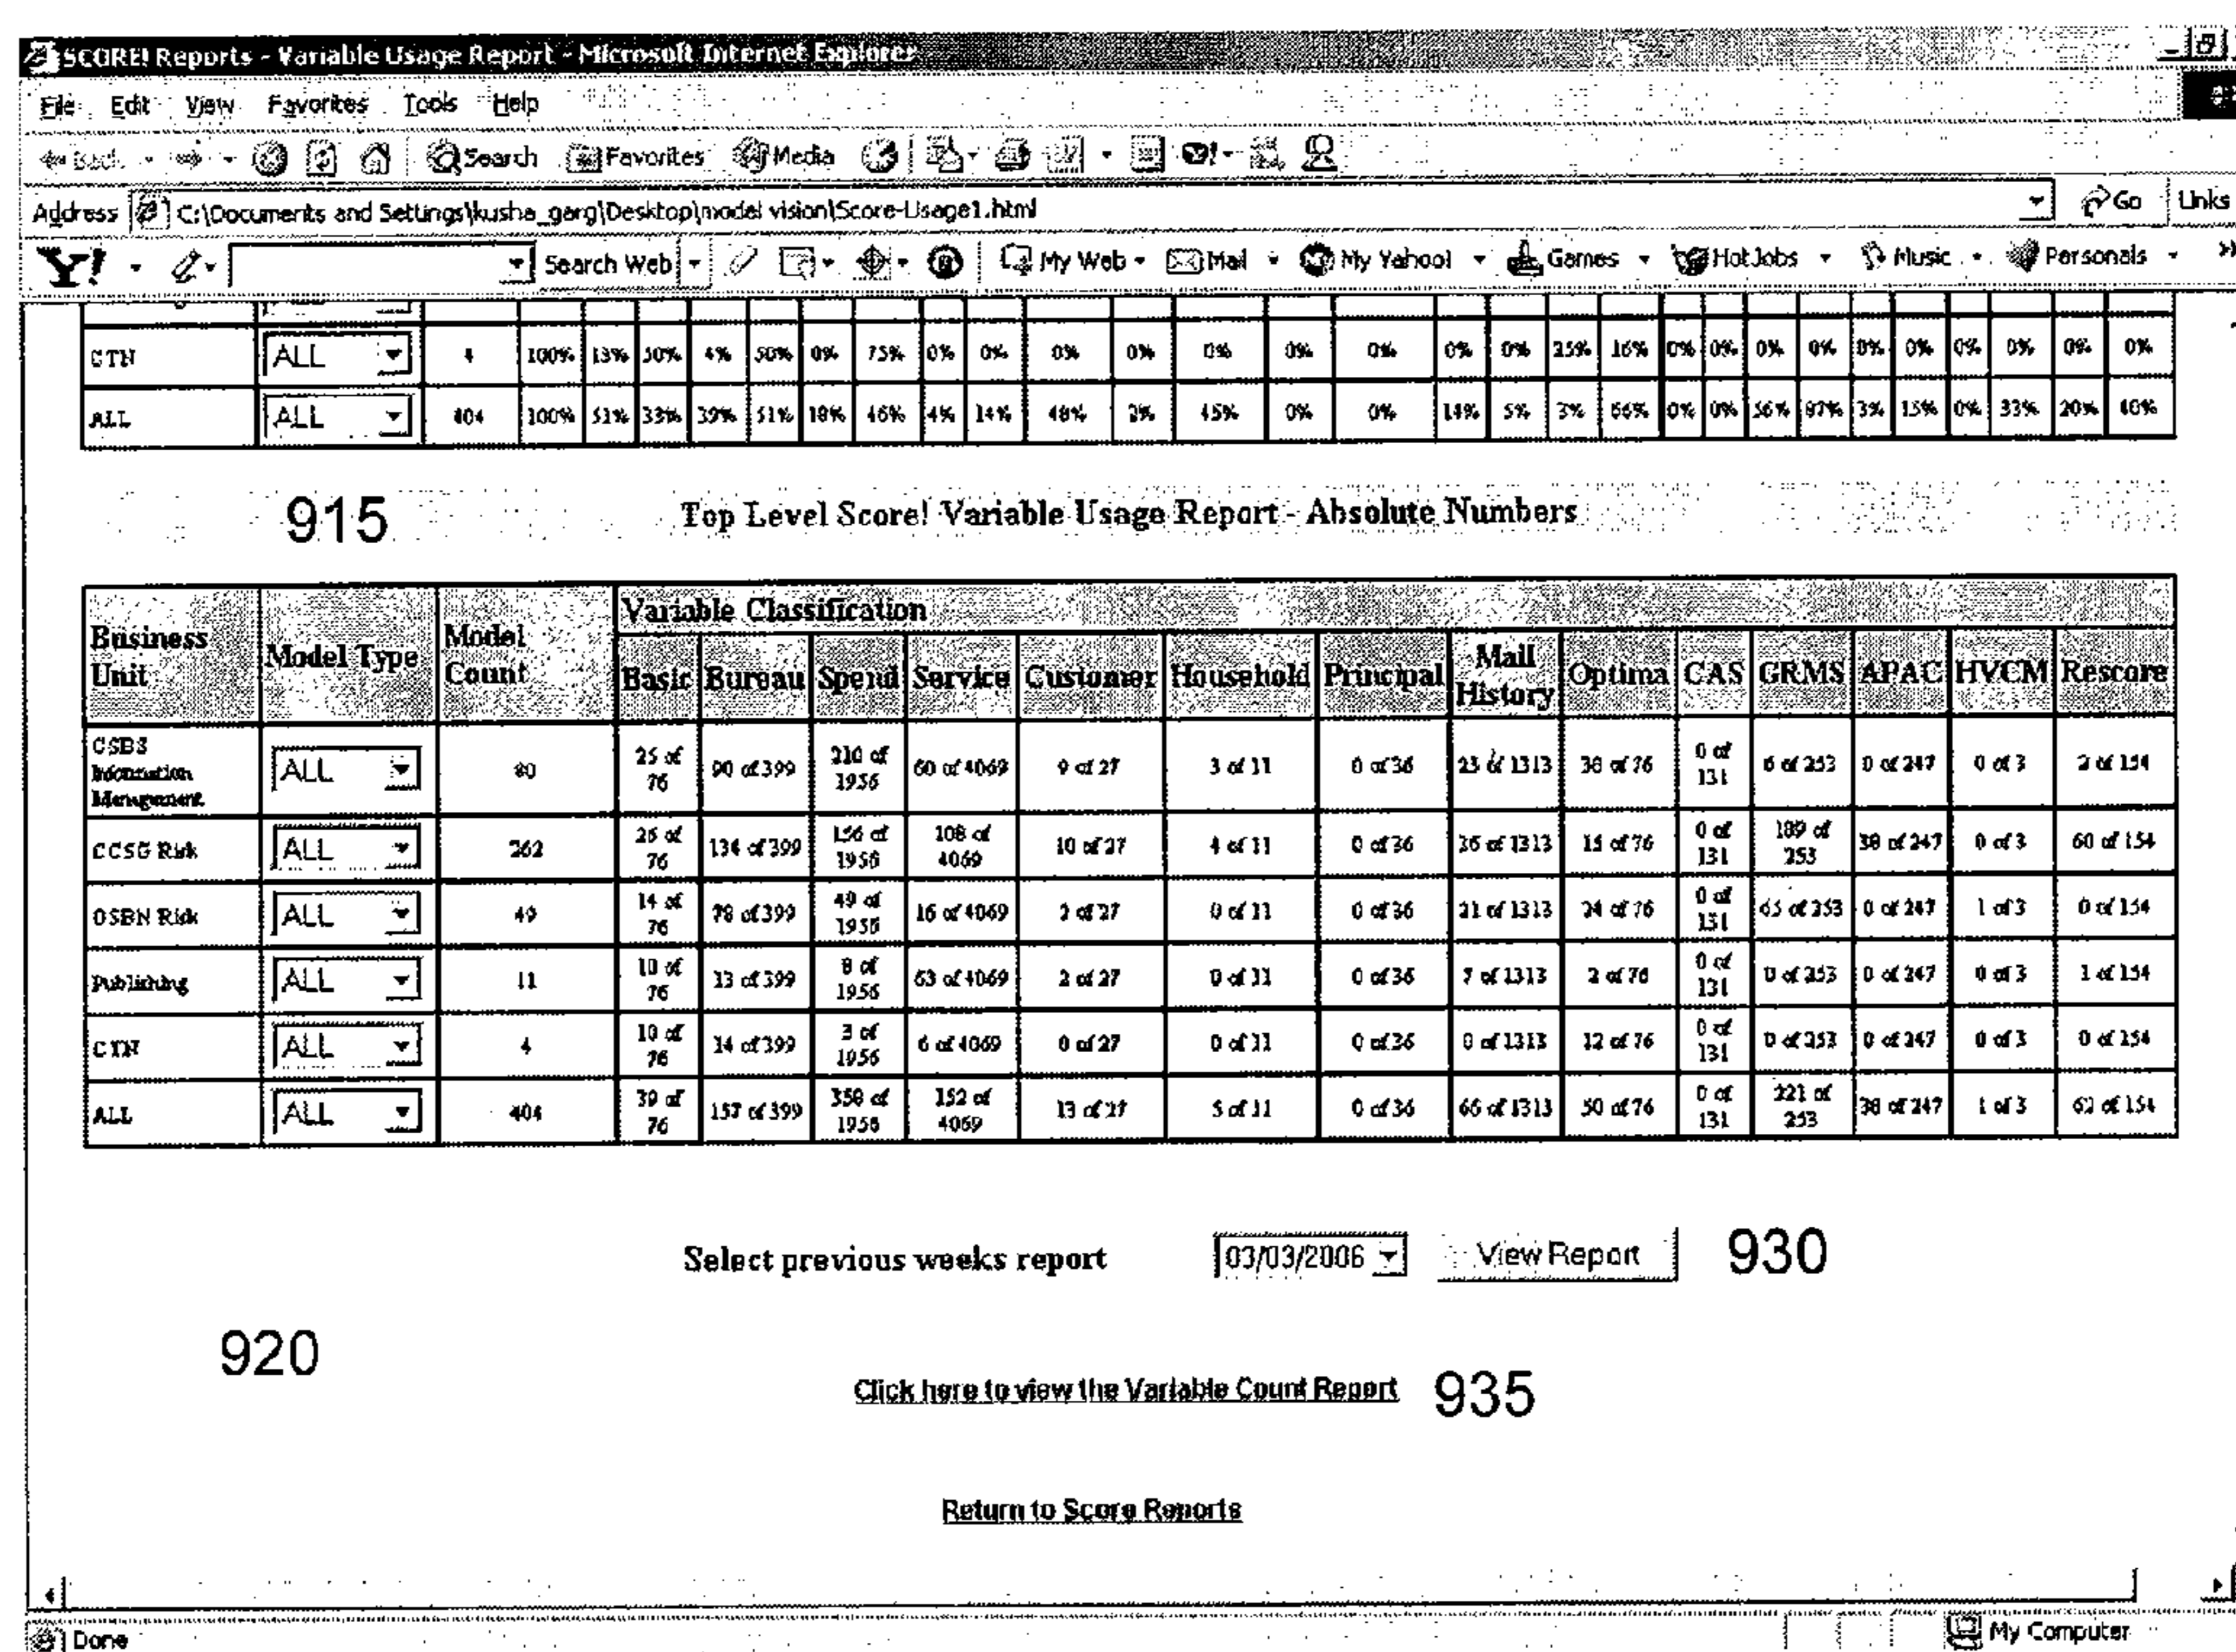 SCORE! Reports - Variable Usage Report - Microsoft Internet Explorer
File Edit View Favorites Tools Help
Back Search Favorites Media
Address C:\Documents and Settings\kusha_garg\Desktop\model vision\Score-Usage1.html Go Links
Y! Search Web My Web Mail My Yahoo! Games HotJobs Music Personals »
CTN ALL 4 100% 13% 50% 4% 50% 0% 75% 0% 0% 0% 0% 0% 0% 0% 0% 0% 25% 16% 0% 0% 0% 0% 0% 0% 0% 0% 0% 0%
ALL ALL 404 100% 51% 33% 39% 51% 18% 46% 4% 14% 48% 45% 0% 0% 5% 3% 66% 0% 0% 56% 87% 3% 15% 0% 33% 20% 40%
915 Top Level Score! Variable Usage Report - Absolute Numbers
Business Unit Model Type Model Count Variable Classification
Basic Bureau Spend Service Customer Household Principal Mail History Optima CAS GRMS APAC HVCM Rescore
Information Management ALL 80 25 of 76 90 of 399 210 of 1956 60 of 4069 9 of 27 3 of 11 0 of 36 23 of 1313 38 of 76 0 of 131 6 of 253 0 of 247 0 of 3 2 of 154
CCSG Risk ALL 262 26 of 76 134 of 399 156 of 1956 108 of 4069 10 of 27 4 of 11 0 of 36 36 of 1313 15 of 76 0 of 131 189 of 253 38 of 247 0 of 3 60 of 154
OSBN Risk ALL 49 14 of 76 78 of 399 49 of 1956 16 of 4069 2 of 27 0 of 11 0 of 36 21 of 1313 24 of 76 0 of 131 65 of 253 0 of 247 1 of 3 0 of 154
Publishing ALL 11 10 of 76 33 of 399 8 of 1956 63 of 4069 2 of 27 0 of 11 0 of 36 7 of 1313 2 of 76 0 of 131 0 of 253 0 of 247 0 of 3 1 of 154
CTN ALL 4 10 of 76 14 of 399 3 of 1956 6 of 4069 0 of 27 0 of 11 0 of 36 0 of 1313 12 of 76 0 of 131 0 of 253 0 of 247 0 of 3 0 of 154
ALL ALL 404 39 of 76 157 of 399 358 of 1956 152 of 4069 13 of 27 5 of 11 0 of 36 66 of 1313 50 of 76 0 of 131 221 of 253 38 of 247 1 of 3 62 of 154
Select previous weeks report 03/03/2006 View Report 930
920
Click here to view the Variable Count Report 935
Return to Score Reports
Done My Computer